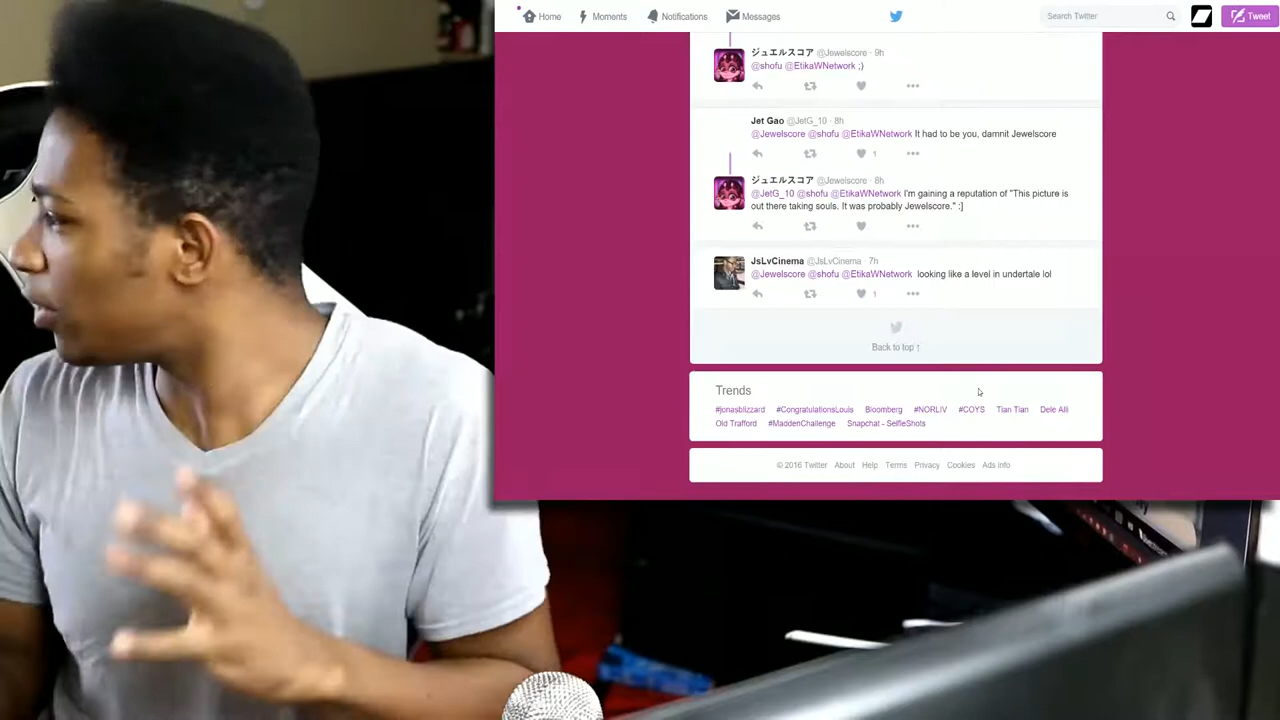 Home Moments Notifications Messages Search Twitter Tweet
ジュエルスコア @Jewelscore · 9h
@shofu @EtikaWNetwork ;)
Jet Gao @JetG_10 · 8h
@Jewelscore @shofu @EtikaWNetwork It had to be you, damnit Jewelscore
1
ジュエルスコア @Jewelscore · 8h
@JetG_10 @shofu @EtikaWNetwork I'm gaining a reputation of "This picture is
out there taking souls. It was probably Jewelscore." ;]
JsLvCinema @JsLvCinema · 7h
@Jewelscore @shofu @EtikaWNetwork looking like a level in undertale lol
1
Back to top ↑
Trends
#jonasblizzard #CongratulationsLouis Bloomberg #NORLIV #COYS Tian Tian Dele Alli
Old Trafford #MaddenChallenge Snapchat - SelfieShots
© 2016 Twitter About Help Terms Privacy Cookies Ads info